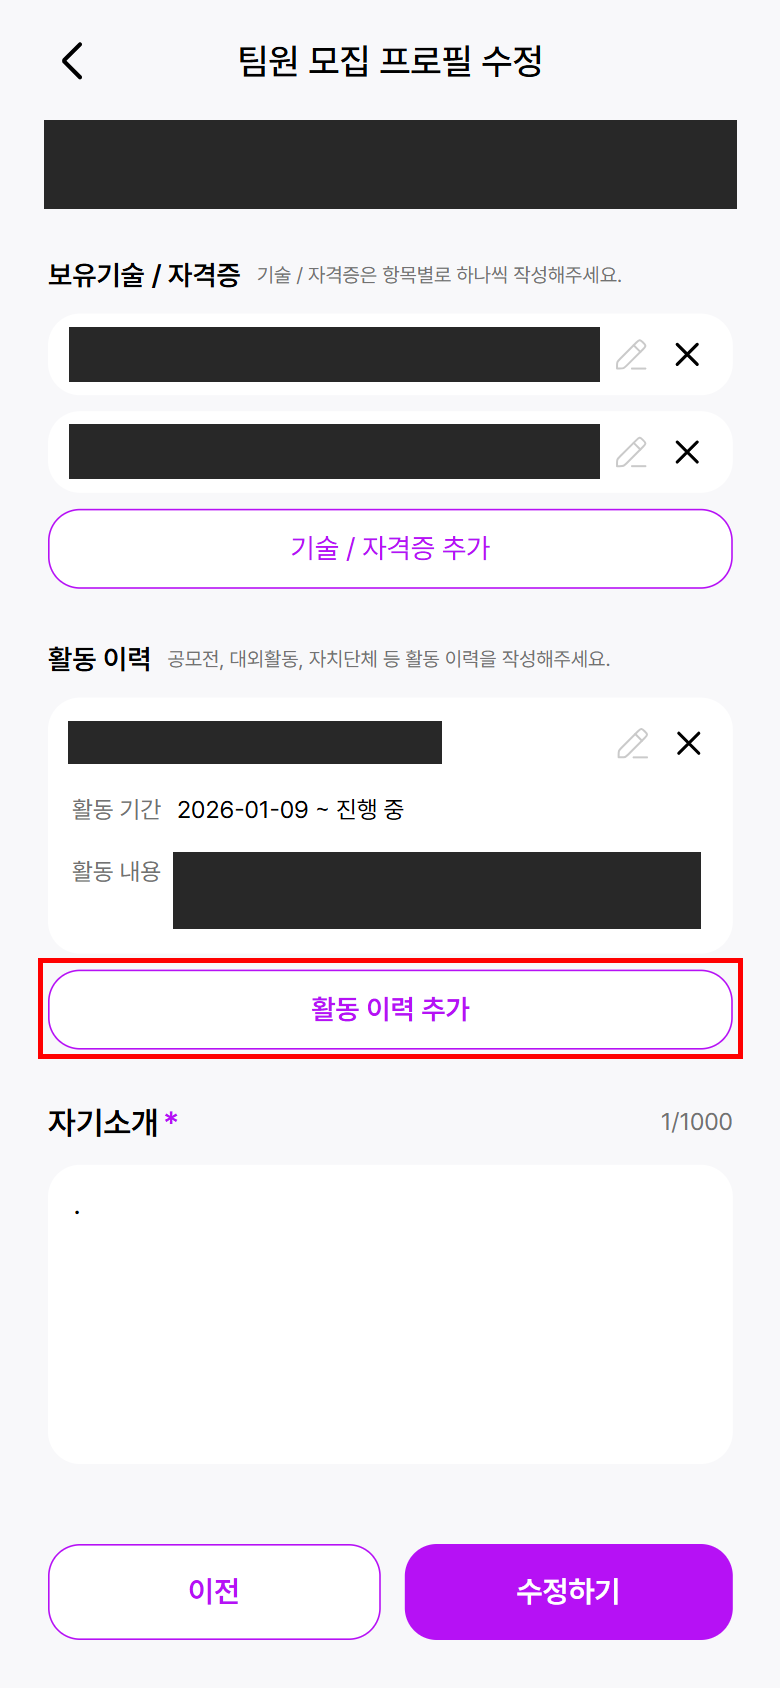 팀원 모집 프로필 수정
보유기술 / 자격증 기술 / 자격증은 항목별로 하나씩 작성해주세요.
기술 / 자격증 추가
활동 이력 공모전, 대외활동, 자치단체 등 활동 이력을 작성해주세요.
활동 기간 2026-01-09 ~ 진행 중
활동 내용
활동 이력 추가
자기소개 * 1/1000
.
이전 수정하기